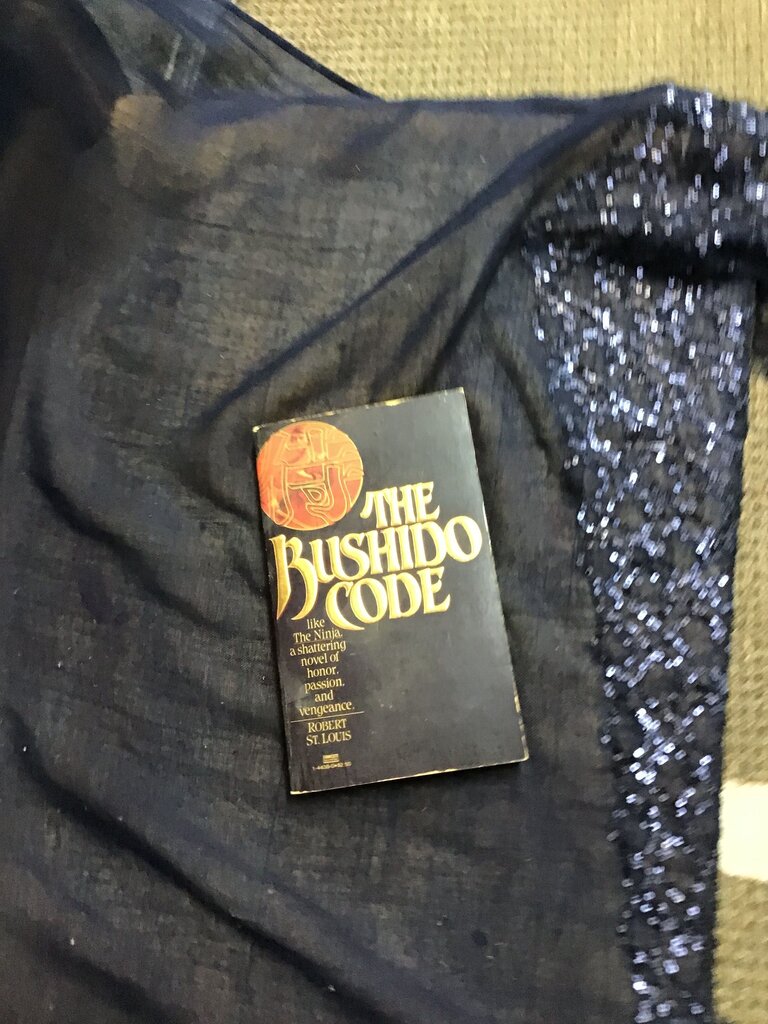 THE
BUSHIDO
CODE
like
The Ninja,
a shattering
novel of
honor,
passion,
and
vengeance.
ROBERT
ST. LOUIS